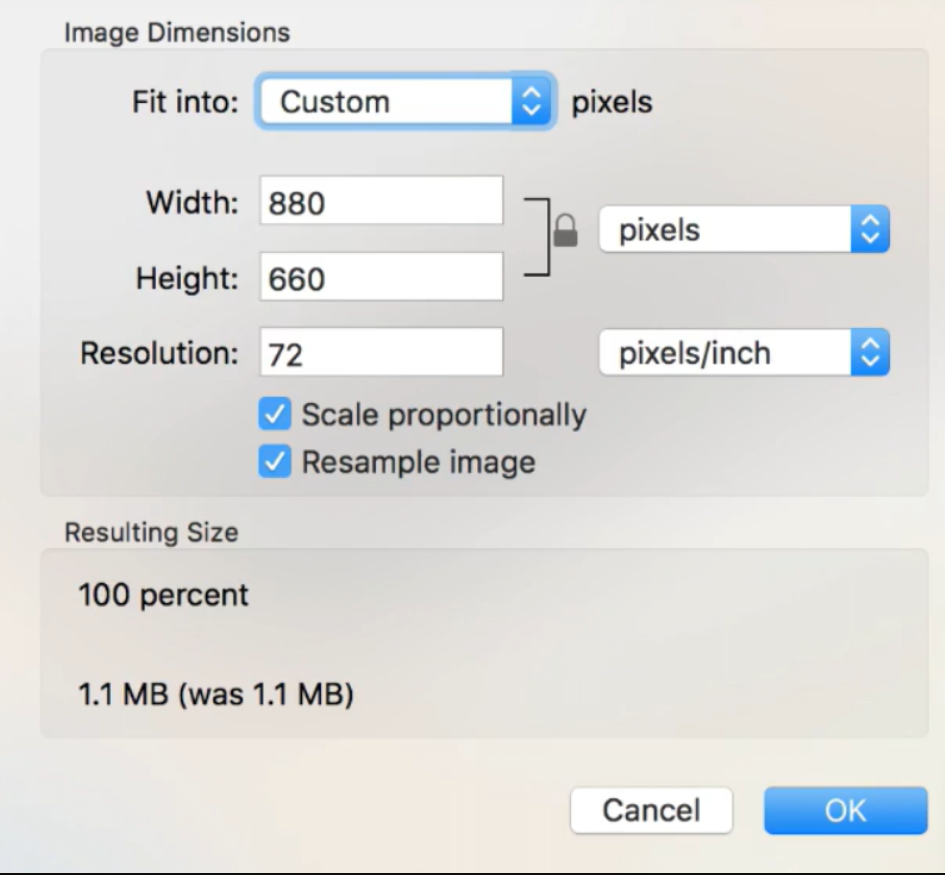 Image Dimensions
Fit into: Custom pixels
Width: 880
pixels
Height: 660
Resolution: 72 pixels/inch
Scale proportionally
Resample image
Resulting Size
100 percent
1.1 MB (was 1.1 MB)
Cancel OK